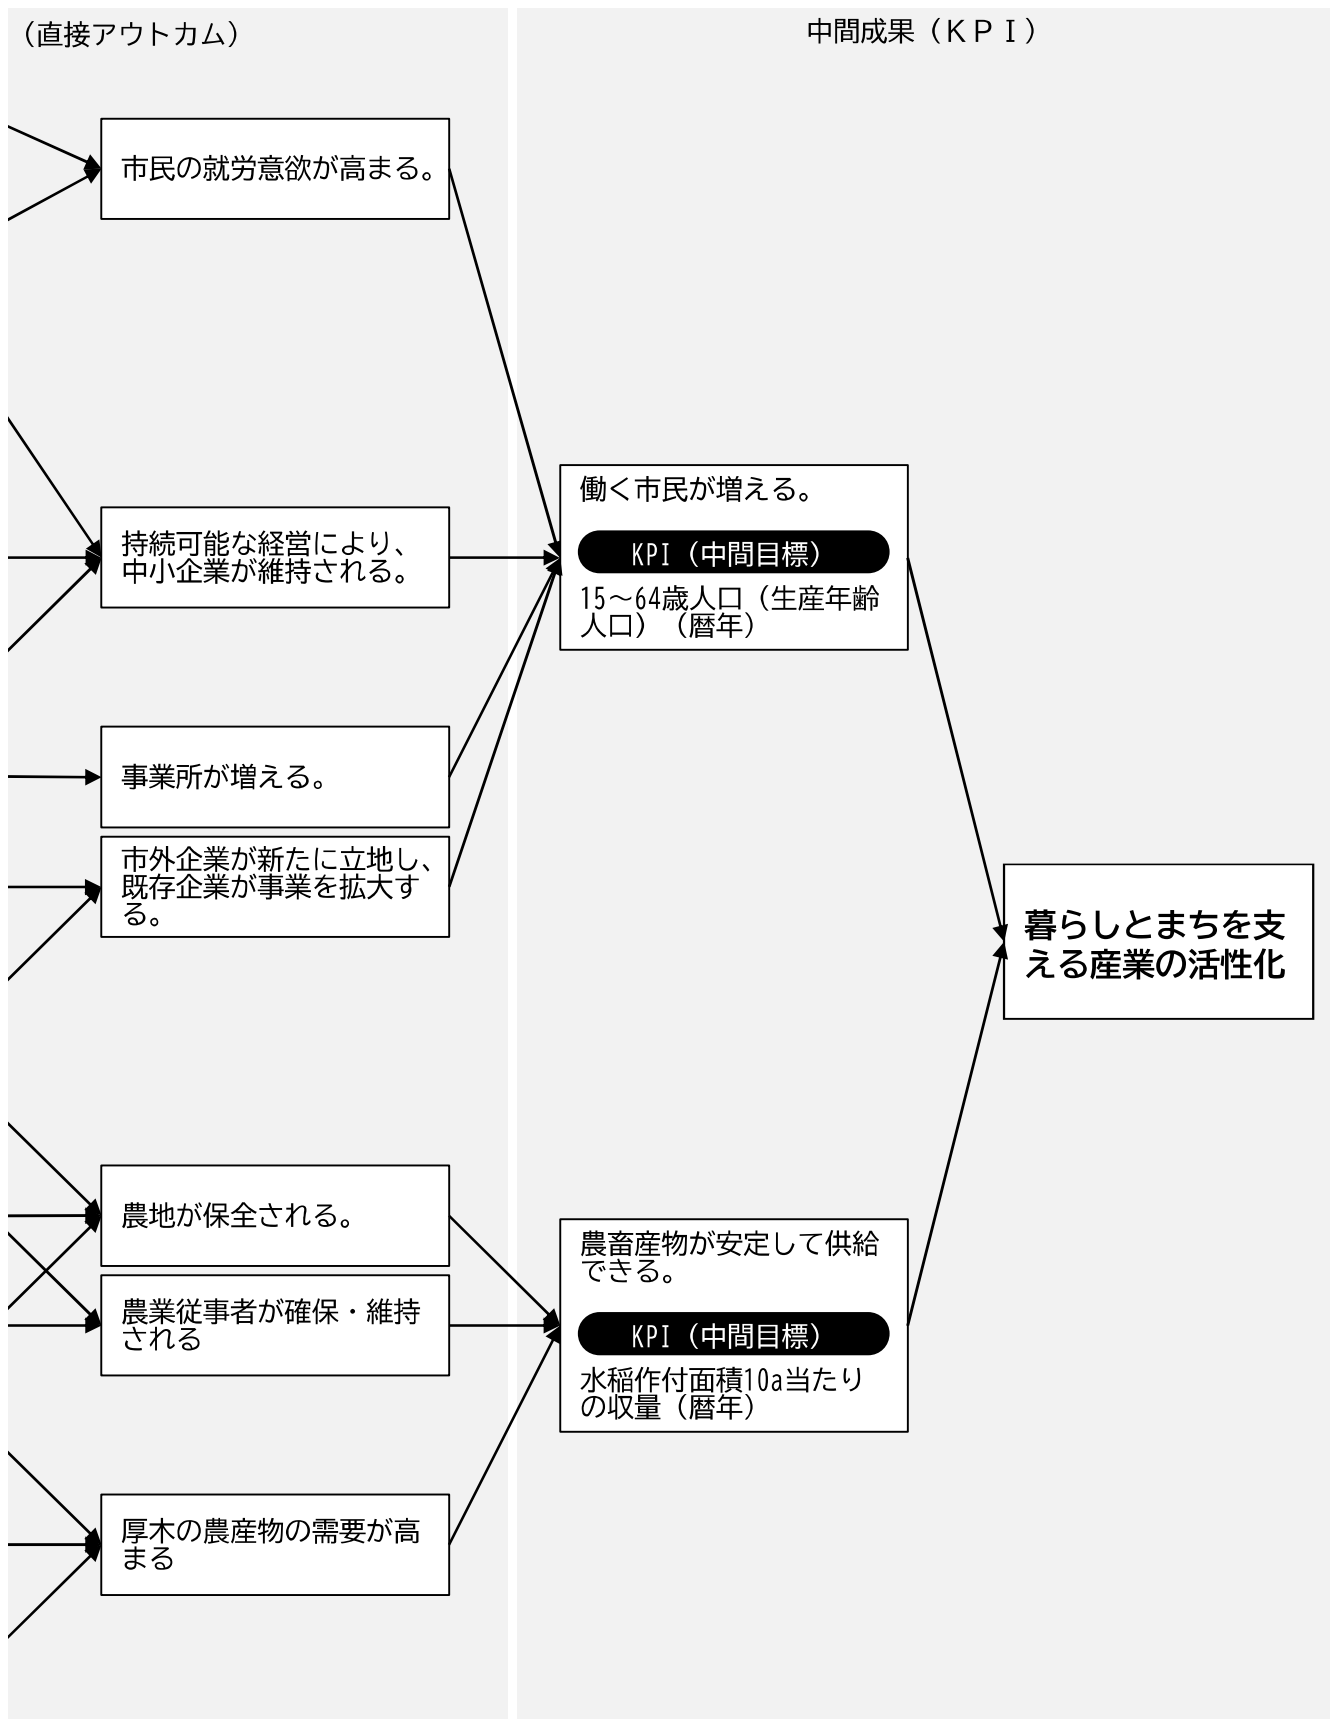 （直接アウトカム）
中間成果（ＫＰＩ）
市民の就労意欲が高まる。
持続可能な経営により、
中小企業が維持される。
事業所が増える。
市外企業が新たに立地し、
既存企業が事業を拡大す
る。
農地が保全される。
農業従事者が確保・維持
される
厚木の農産物の需要が高
まる
働く市民が増える。
KPI（中間目標）
15～64歳人口（生産年齢
人口）（暦年）
農畜産物が安定して供給
できる。
KPI（中間目標）
水稲作付面積10a当たり
の収量（暦年）
暮らしとまちを支
える産業の活性化